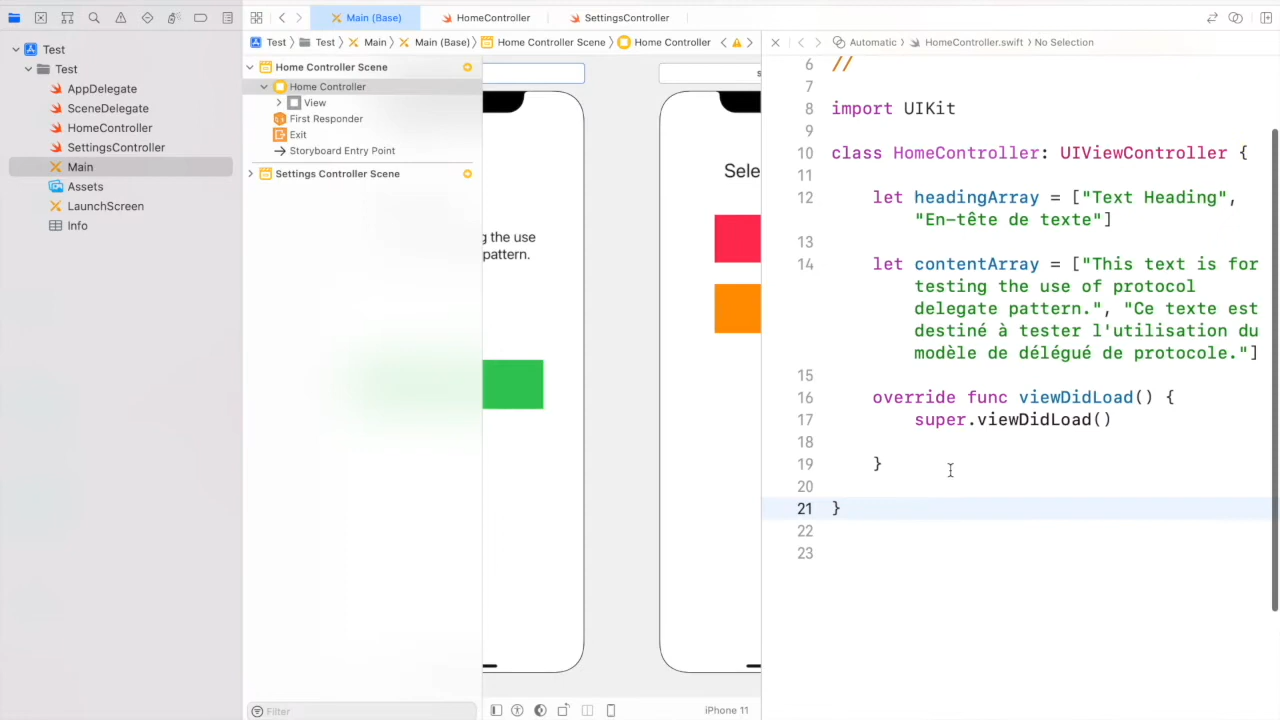 Main (Base)
HomeController
SettingsController
Test
Test
AppDelegate
SceneDelegate
HomeController
SettingsController
Main
Assets
LaunchScreen
Info
Test
Test
Main
Main (Base)
Home Controller Scene
Home Controller
Home Controller Scene
Home Controller
View
First Responder
Exit
Storyboard Entry Point
Settings Controller Scene
Filter
g the use
pattern.
Sele
iPhone 11
Automatic
HomeController.swift
No Selection
6 //
7
8 import UIKit
9
10 class HomeController: UIViewController {
11
12 let headingArray = ["Text Heading",
"En-tête de texte"]
13
14 let contentArray = ["This text is for
testing the use of protocol
delegate pattern.", "Ce texte est
destiné à tester l'utilisation du
modèle de délégué de protocole."]
15
16 override func viewDidLoad() {
17 super.viewDidLoad()
18
19 }
20
21 }
22
23